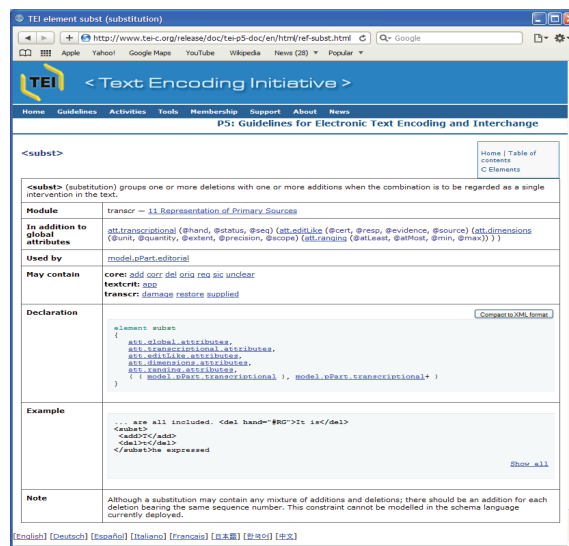 TEI element subst (substitution)
http://www.tei-c.org/release/doc/tei-p5-doc/en/html/ref-subst.html
Google
Apple Yahoo! Google Maps YouTube Wikipedia News (28) Popular
TEI < Text Encoding Initiative >
Home Guidelines Activities Tools Membership Support About News
P5: Guidelines for Electronic Text Encoding and Interchange
<subst>
Home | Table of
contents
C Elements
<subst> (substitution) groups one or more deletions with one or more additions when the combination is to be regarded as a single
intervention in the text.
Module transcr — 11 Representation of Primary Sources
In addition to
global
attributes
att.transcriptional (@hand, @status, @seq) (att.editLike (@cert, @resp, @evidence, @source) (att.dimensions
(@unit, @quantity, @extent, @precision, @scope) (att.ranging (@atLeast, @atMost, @min, @max)) ) )
Used by model.pPart.editorial
May contain core: add corr del orig reg sic unclear
textcrit: app
transcr: damage restore supplied
Declaration
Compact to XML format
element subst
{
att.global.attributes,
att.transcriptional.attributes,
att.editLike.attributes,
att.dimensions.attributes,
att.ranging.attributes,
( ( model.pPart.transcriptional ), model.pPart.transcriptional+ )
}
Example
... are all included. <del hand="#RG">It is</del>
<subst>
<add>T</add>
<del>t</del>
</subst>he expressed
Show all
Note Although a substitution may contain any mixture of additions and deletions; there should be an addition for each
deletion bearing the same sequence number. This constraint cannot be modelled in the schema language
currently deployed.
[English] [Deutsch] [Español] [Italiano] [Français] [日本語] [한국어] [中文]